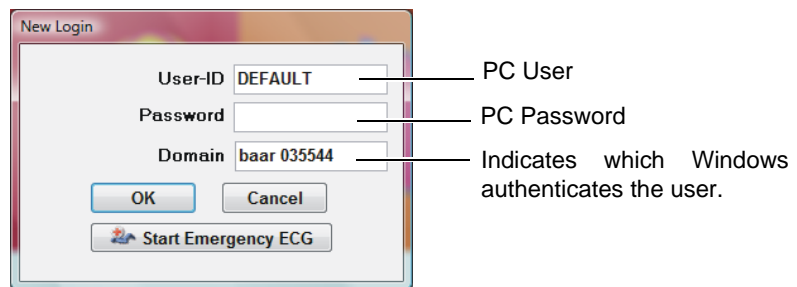 New Login
User-ID DEFAULT
PC User
Password
PC Password
Domain baar 035544
Indicates which Windows
authenticates the user.
OK Cancel
Start Emergency ECG